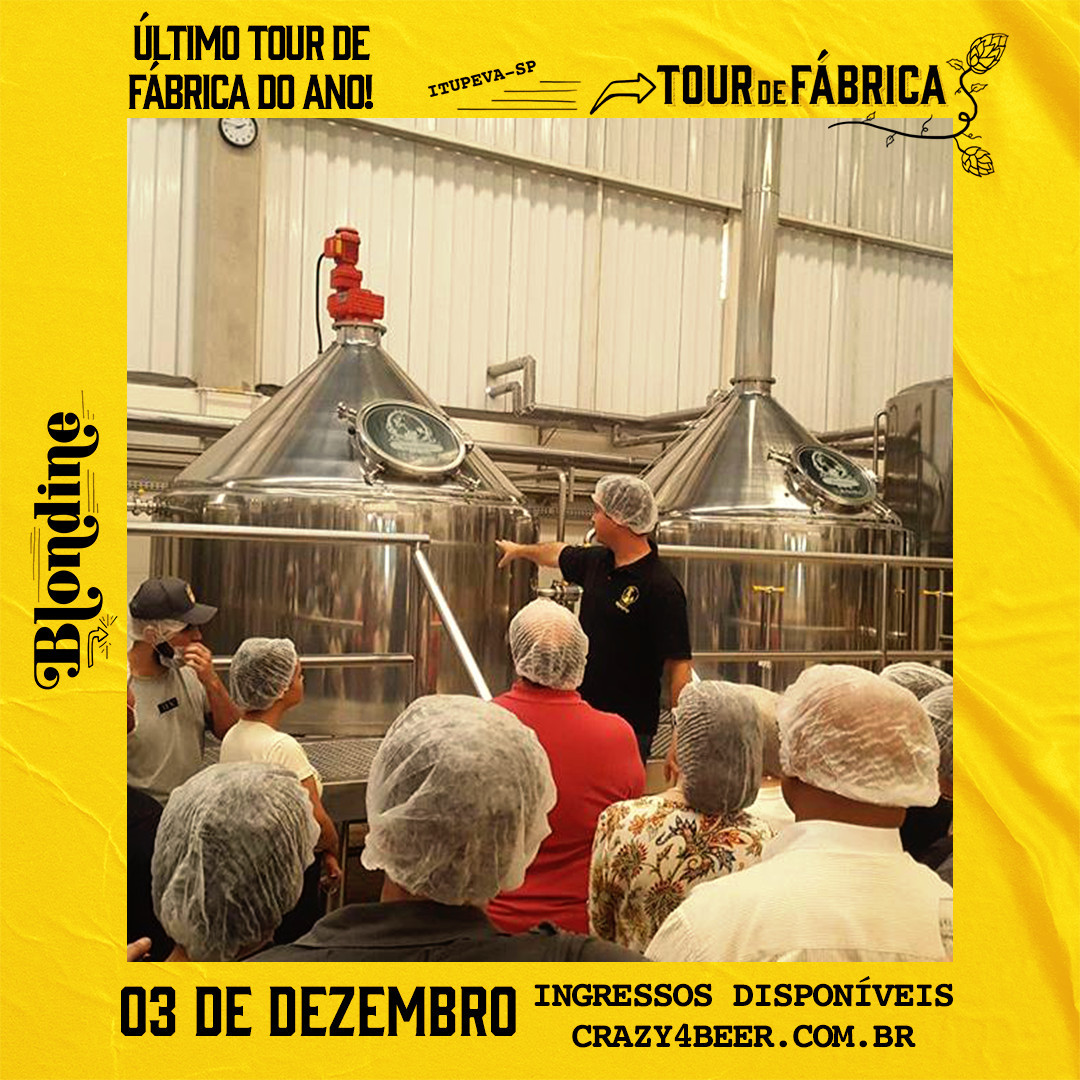 ÚLTIMO TOUR DE
FÁBRICA DO ANO!
ITUPEVA-SP
TOUR DE FÁBRICA
Blondine
03 DE DEZEMBRO
INGRESSOS DISPONÍVEIS
CRAZY4BEER.COM.BR